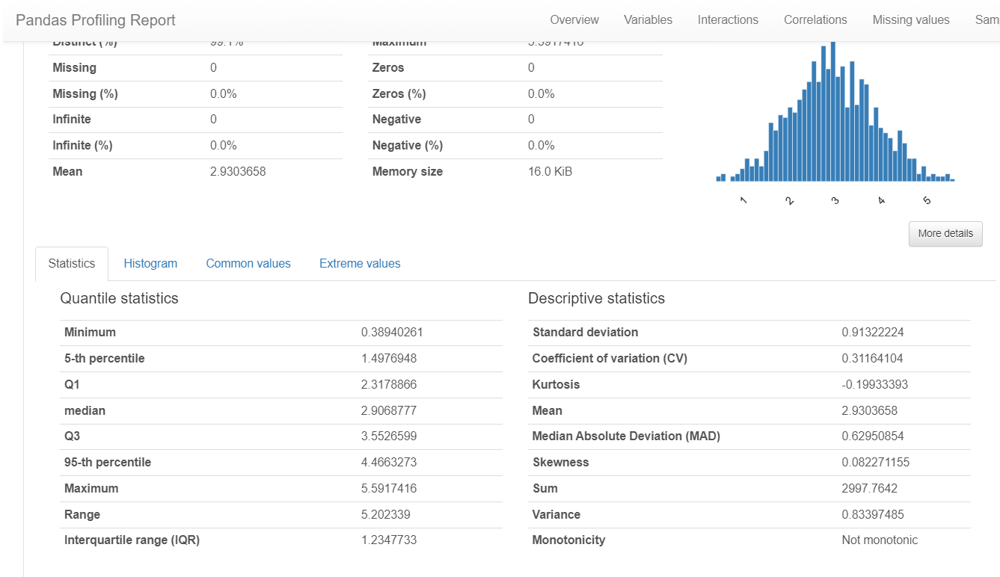 Pandas Profiling Report Overview Variables Interactions Correlations Missing values Sam
Distinct (%) 99.1% Maximum 5.5917416
Missing 0 Zeros 0
Missing (%) 0.0% Zeros (%) 0.0%
Infinite 0 Negative 0
Infinite (%) 0.0% Negative (%) 0.0%
Mean 2.9303658 Memory size 16.0 KiB
1 2 3 4 5
More details
Statistics Histogram Common values Extreme values
Quantile statistics Descriptive statistics
Minimum 0.38940261 Standard deviation 0.91322224
5-th percentile 1.4976948 Coefficient of variation (CV) 0.31164104
Q1 2.3178866 Kurtosis -0.19933393
median 2.9068777 Mean 2.9303658
Q3 3.5526599 Median Absolute Deviation (MAD) 0.62950854
95-th percentile 4.4663273 Skewness 0.082271155
Maximum 5.5917416 Sum 2997.7642
Range 5.202339 Variance 0.83397485
Interquartile range (IQR) 1.2347733 Monotonicity Not monotonic